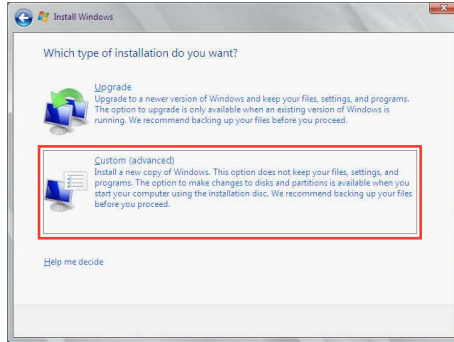 Install Windows
Which type of installation do you want?
Upgrade
Upgrade to a newer version of Windows and keep your files, settings, and programs.
The option to upgrade is only available when an existing version of Windows is
running. We recommend backing up your files before you proceed.
Custom (advanced)
Install a new copy of Windows. This option does not keep your files, settings, and
programs. The option to make changes to disks and partitions is available when you
start your computer using the installation disc. We recommend backing up your files
before you proceed.
Help me decide